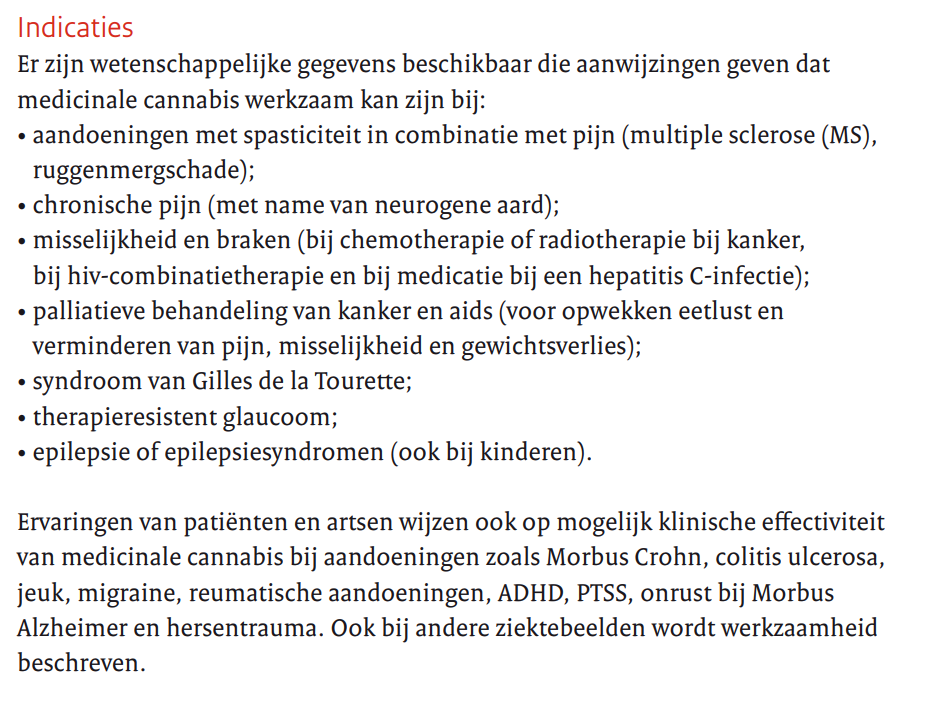 Indicaties
Er zijn wetenschappelijke gegevens beschikbaar die aanwijzingen geven dat
medicinale cannabis werkzaam kan zijn bij:
• aandoeningen met spasticiteit in combinatie met pijn (multiple sclerose (MS),
ruggenmergschade);
• chronische pijn (met name van neurogene aard);
• misselijkheid en braken (bij chemotherapie of radiotherapie bij kanker,
bij hiv-combinatietherapie en bij medicatie bij een hepatitis C-infectie);
• palliatieve behandeling van kanker en aids (voor opwekken eetlust en
verminderen van pijn, misselijkheid en gewichtsverlies);
• syndroom van Gilles de la Tourette;
• therapieresistent glaucoom;
• epilepsie of epilepsiesyndromen (ook bij kinderen).
Ervaringen van patiënten en artsen wijzen ook op mogelijk klinische effectiviteit
van medicinale cannabis bij aandoeningen zoals Morbus Crohn, colitis ulcerosa,
jeuk, migraine, reumatische aandoeningen, ADHD, PTSS, onrust bij Morbus
Alzheimer en hersentrauma. Ook bij andere ziektebeelden wordt werkzaamheid
beschreven.